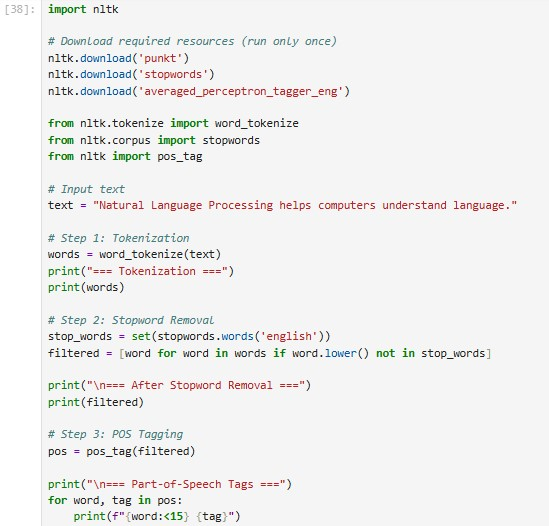 [38]: import nltk

# Download required resources (run only once)
nltk.download('punkt')
nltk.download('stopwords')
nltk.download('averaged_perceptron_tagger_eng')

from nltk.tokenize import word_tokenize
from nltk.corpus import stopwords
from nltk import pos_tag

# Input text
text = "Natural Language Processing helps computers understand language."

# Step 1: Tokenization
words = word_tokenize(text)
print("=== Tokenization ===")
print(words)

# Step 2: Stopword Removal
stop_words = set(stopwords.words('english'))
filtered = [word for word in words if word.lower() not in stop_words]

print("\n=== After Stopword Removal ===")
print(filtered)

# Step 3: POS Tagging
pos = pos_tag(filtered)

print("\n=== Part-of-Speech Tags ===")
for word, tag in pos:
    print(f"{word:<15} {tag}")